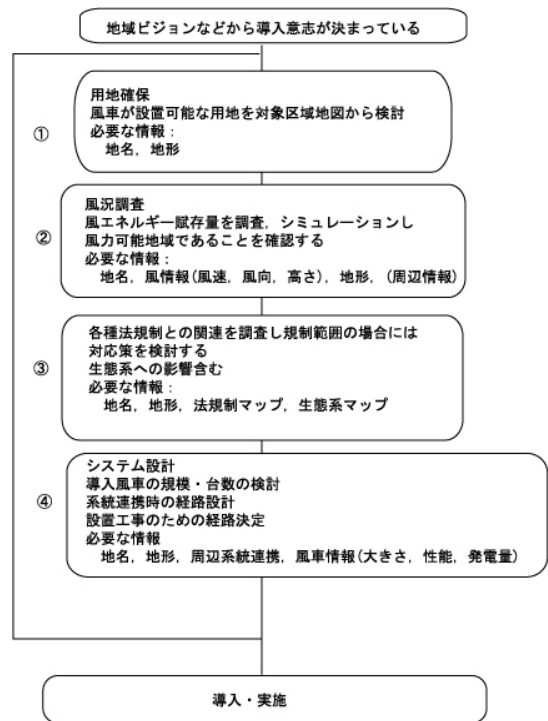 地域ビジョンなどから導入意志が決まっている
①
用地確保
風車が設置可能な用地を対象区域地図から検討
必要な情報：
地名，地形
②
風況調査
風エネルギー賦存量を調査，シミュレーションし
風力可能地域であることを確認する
必要な情報：
地名，風情報(風速，風向，高さ)，地形，(周辺情報)
③
各種法規制との関連を調査し規制範囲の場合には
対応策を検討する
生態系への影響含む
必要な情報：
地名，地形，法規制マップ，生態系マップ
④
システム設計
導入風車の規模・台数の検討
系統連携時の経路設計
設置工事のための経路決定
必要な情報
地名，地形，周辺系統連携，風車情報(大きさ，性能，発電量)
導入・実施